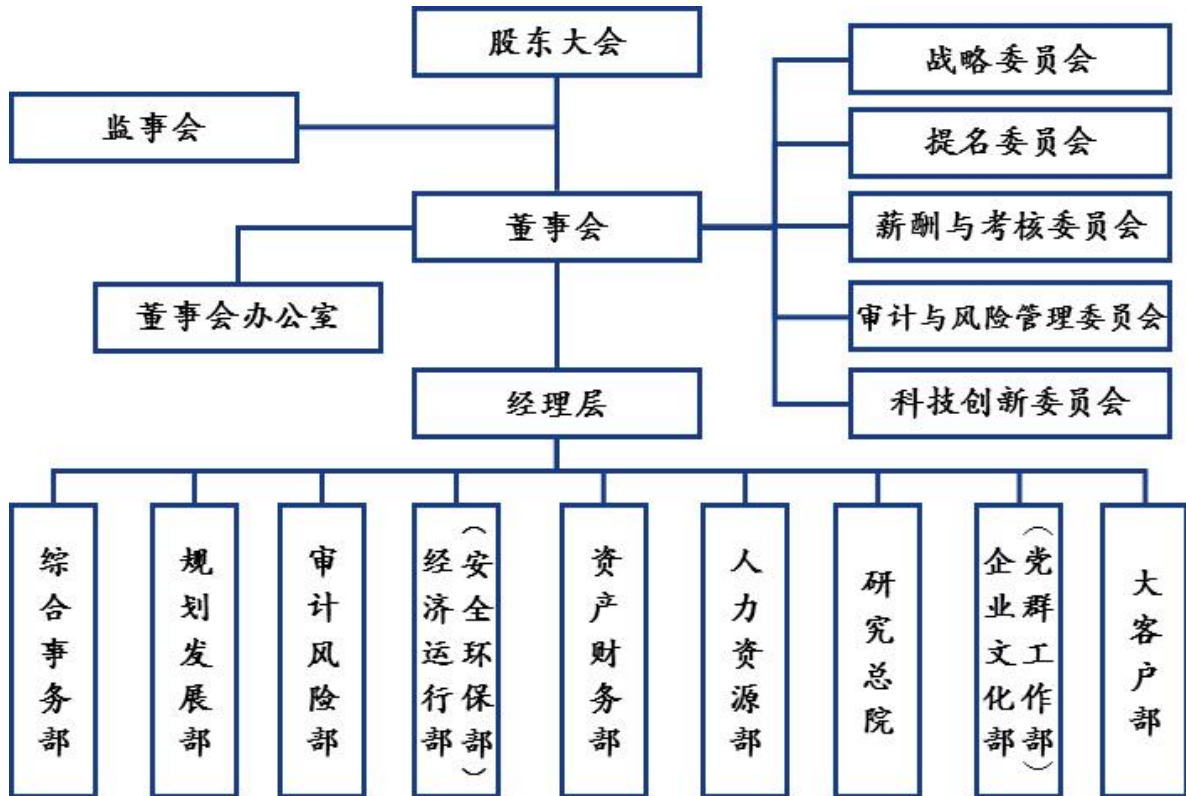 股东大会
监事会
董事会
董事会办公室
经理层
战略委员会
提名委员会
薪酬与考核委员会
审计与风险管理委员会
科技创新委员会
综合事务部
规划发展部
审计风险部
经济运行部
（安全环保部）
资产财务部
人力资源部
研究总院
企业文化部
（党群工作部）
大客户部